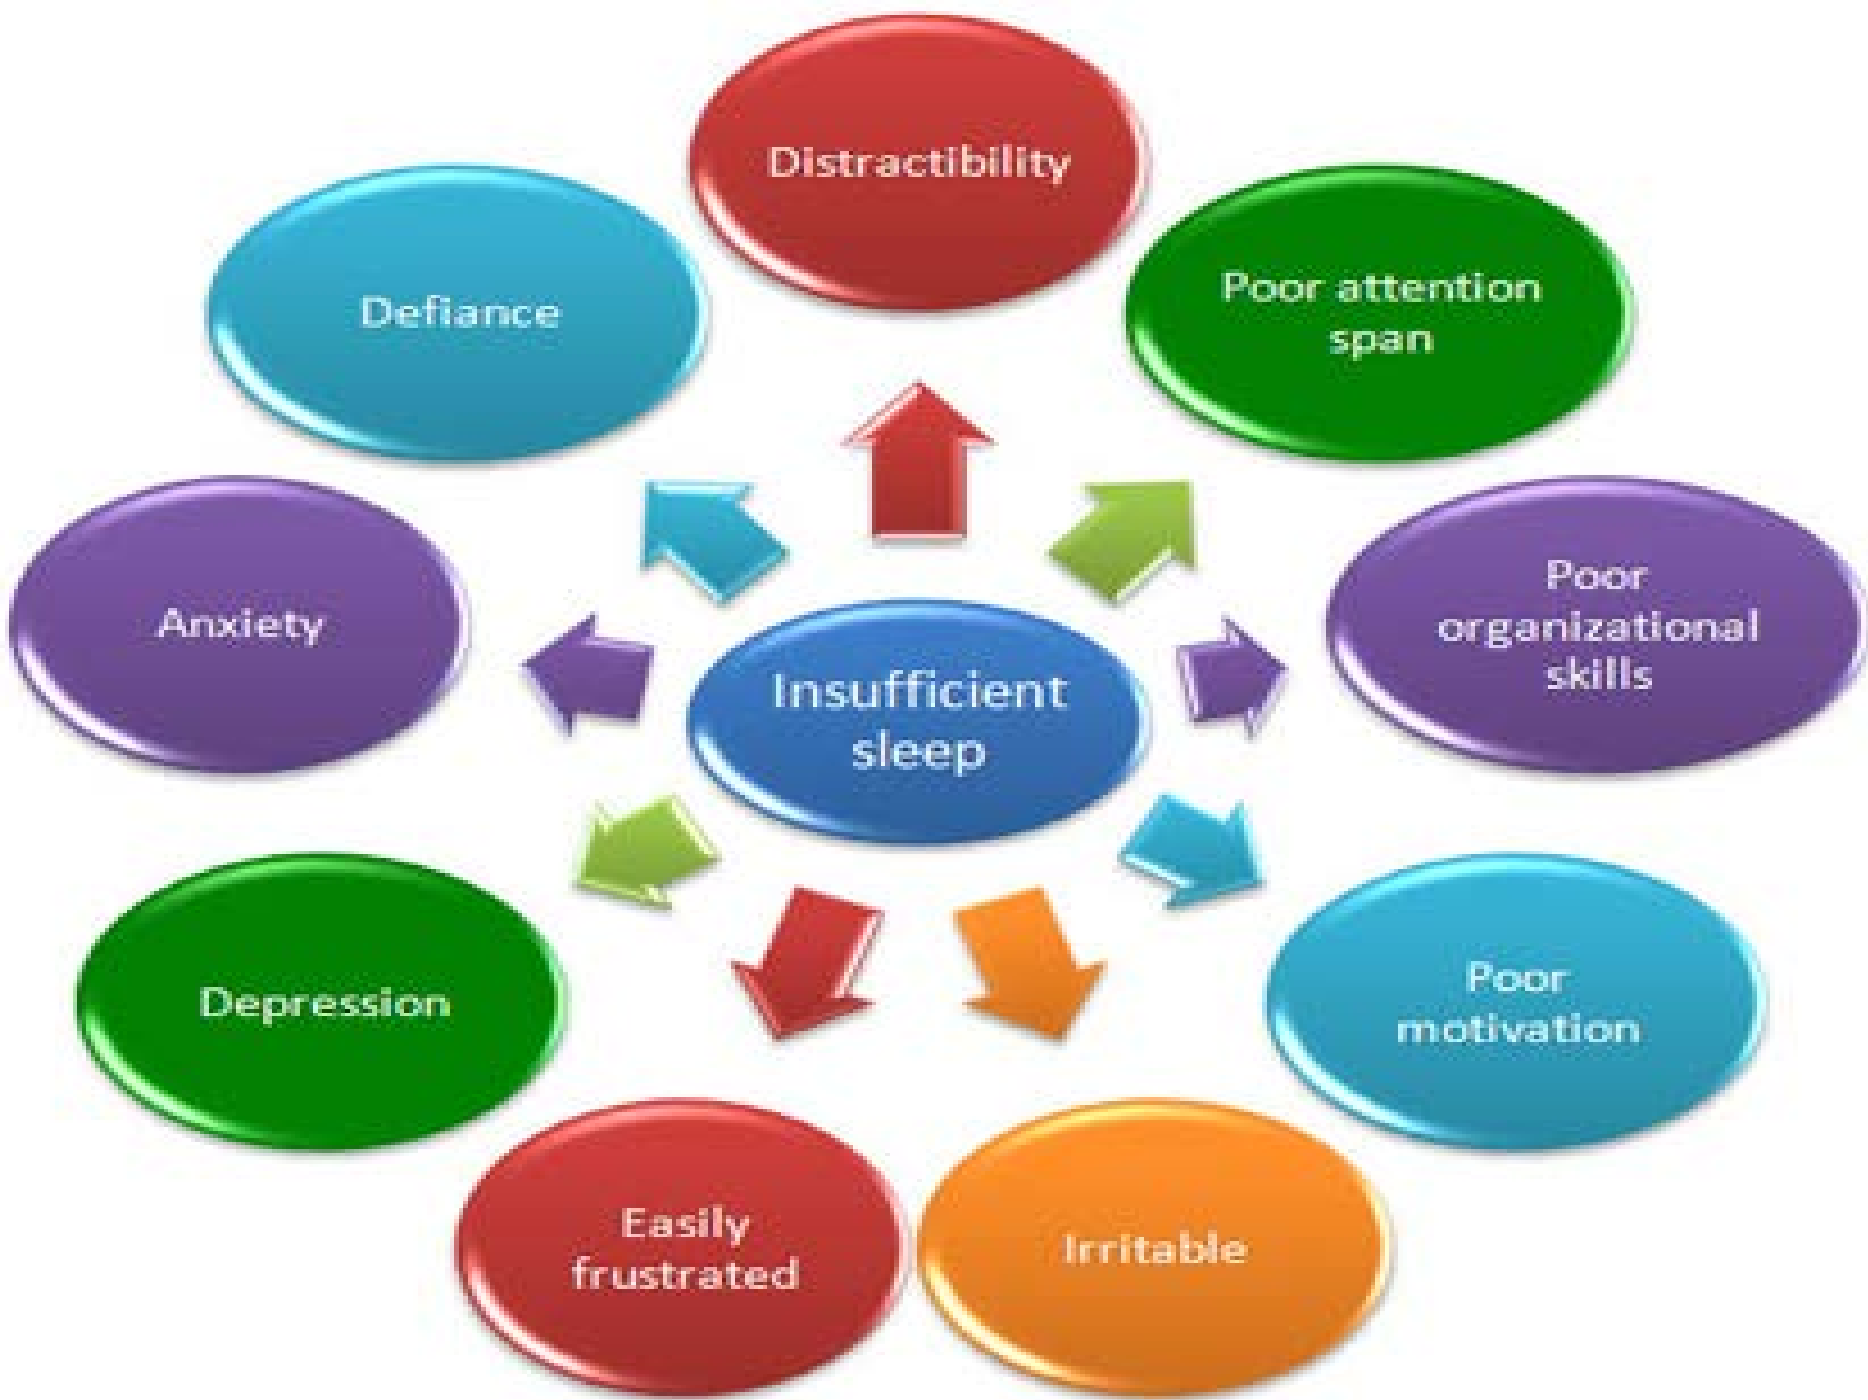 Distractibility
Defiance
Poor attention
span
Anxiety
Poor
organizational
skills
Insufficient
sleep
Depression
Poor
motivation
Easily
frustrated
Irritable